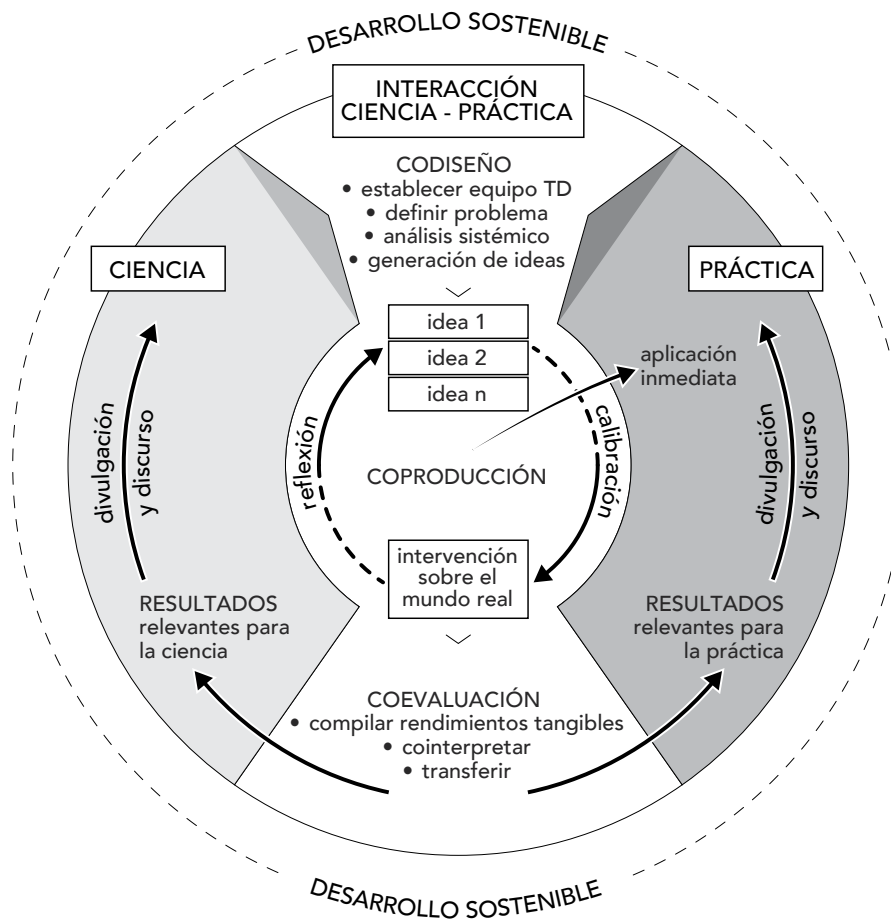 DESARROLLO SOSTENIBLE
INTERACCIÓN
CIENCIA - PRÁCTICA
CODISEÑO
• establecer equipo TD
• definir problema
• análisis sistémico
• generación de ideas
CIENCIA
PRÁCTICA
idea 1
idea 2
idea n
aplicación
inmediata
divulgación
y discurso
reflexión
COPRODUCCIÓN
calibración
divulgación
y discurso
intervención
sobre el
mundo real
RESULTADOS
relevantes para
la ciencia
RESULTADOS
relevantes para
la práctica
COEVALUACIÓN
• compilar rendimientos tangibles
• cointerpretar
• transferir
DESARROLLO SOSTENIBLE